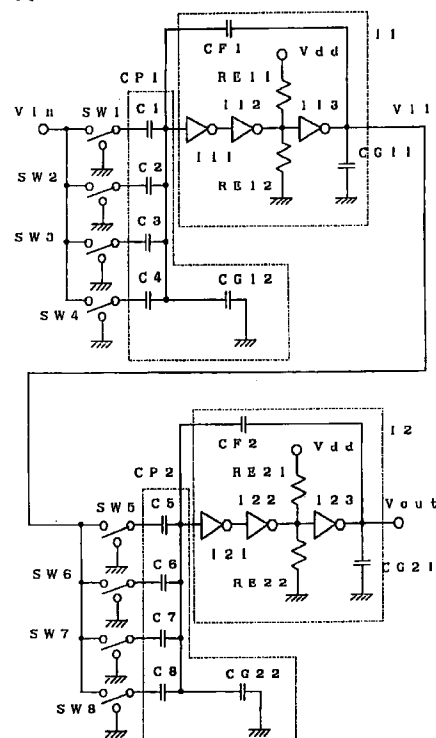 CF1
Vdd
I1
CP1
RE11
Vin
SW1
C1
I12
I13
V11
I11
CG11
SW2
C2
RE12
SW3
C3
C4
CG12
SW4
CF2
Vdd
I2
CP2
RE21
SW5
C5
I22
I23
Vout
I21
SW6
C6
RE22
CG21
SW7
C7
C8
CG22
SW8